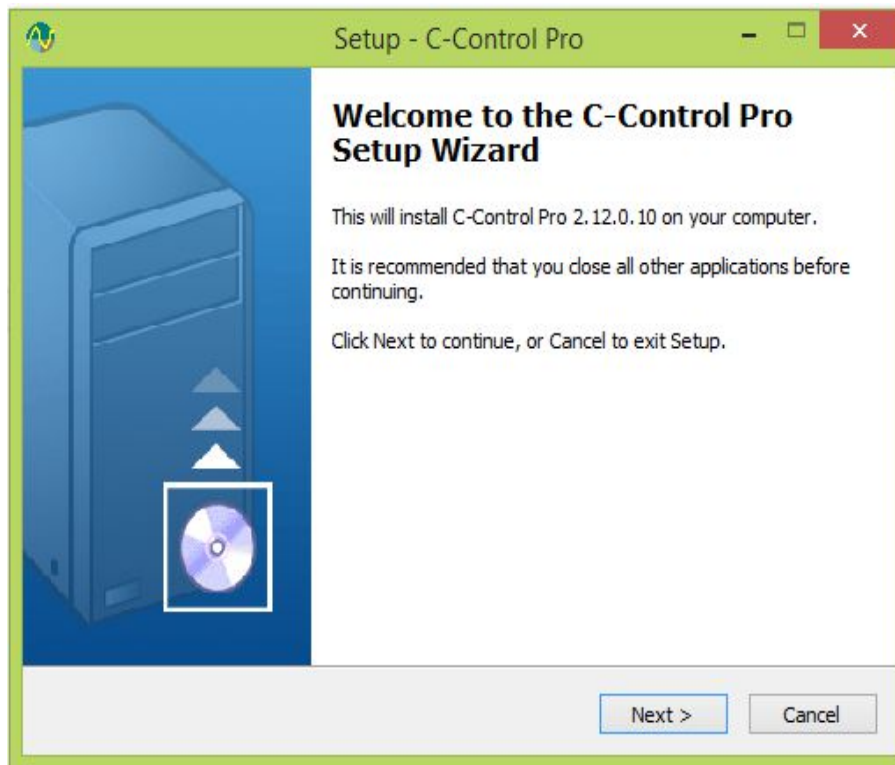 Setup - C-Control Pro
Welcome to the C-Control Pro
Setup Wizard
This will install C-Control Pro 2.12.0.10 on your computer.
It is recommended that you close all other applications before
continuing.
Click Next to continue, or Cancel to exit Setup.
Next >
Cancel